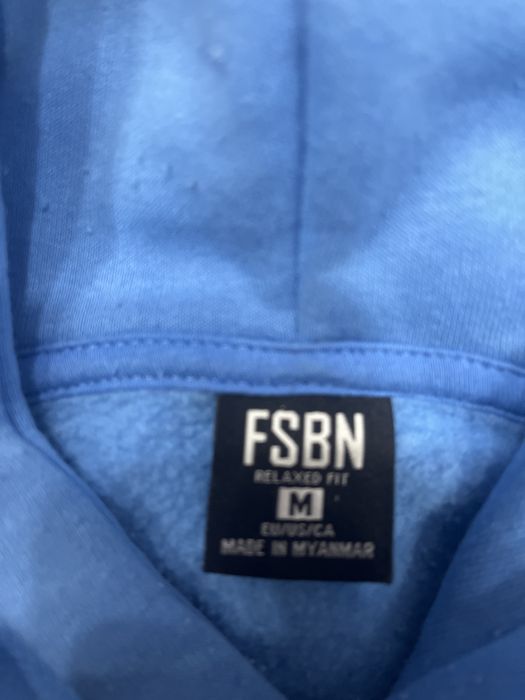 FSBN
RELAXED FIT
M
EU/US/CA
MADE IN MYANMAR